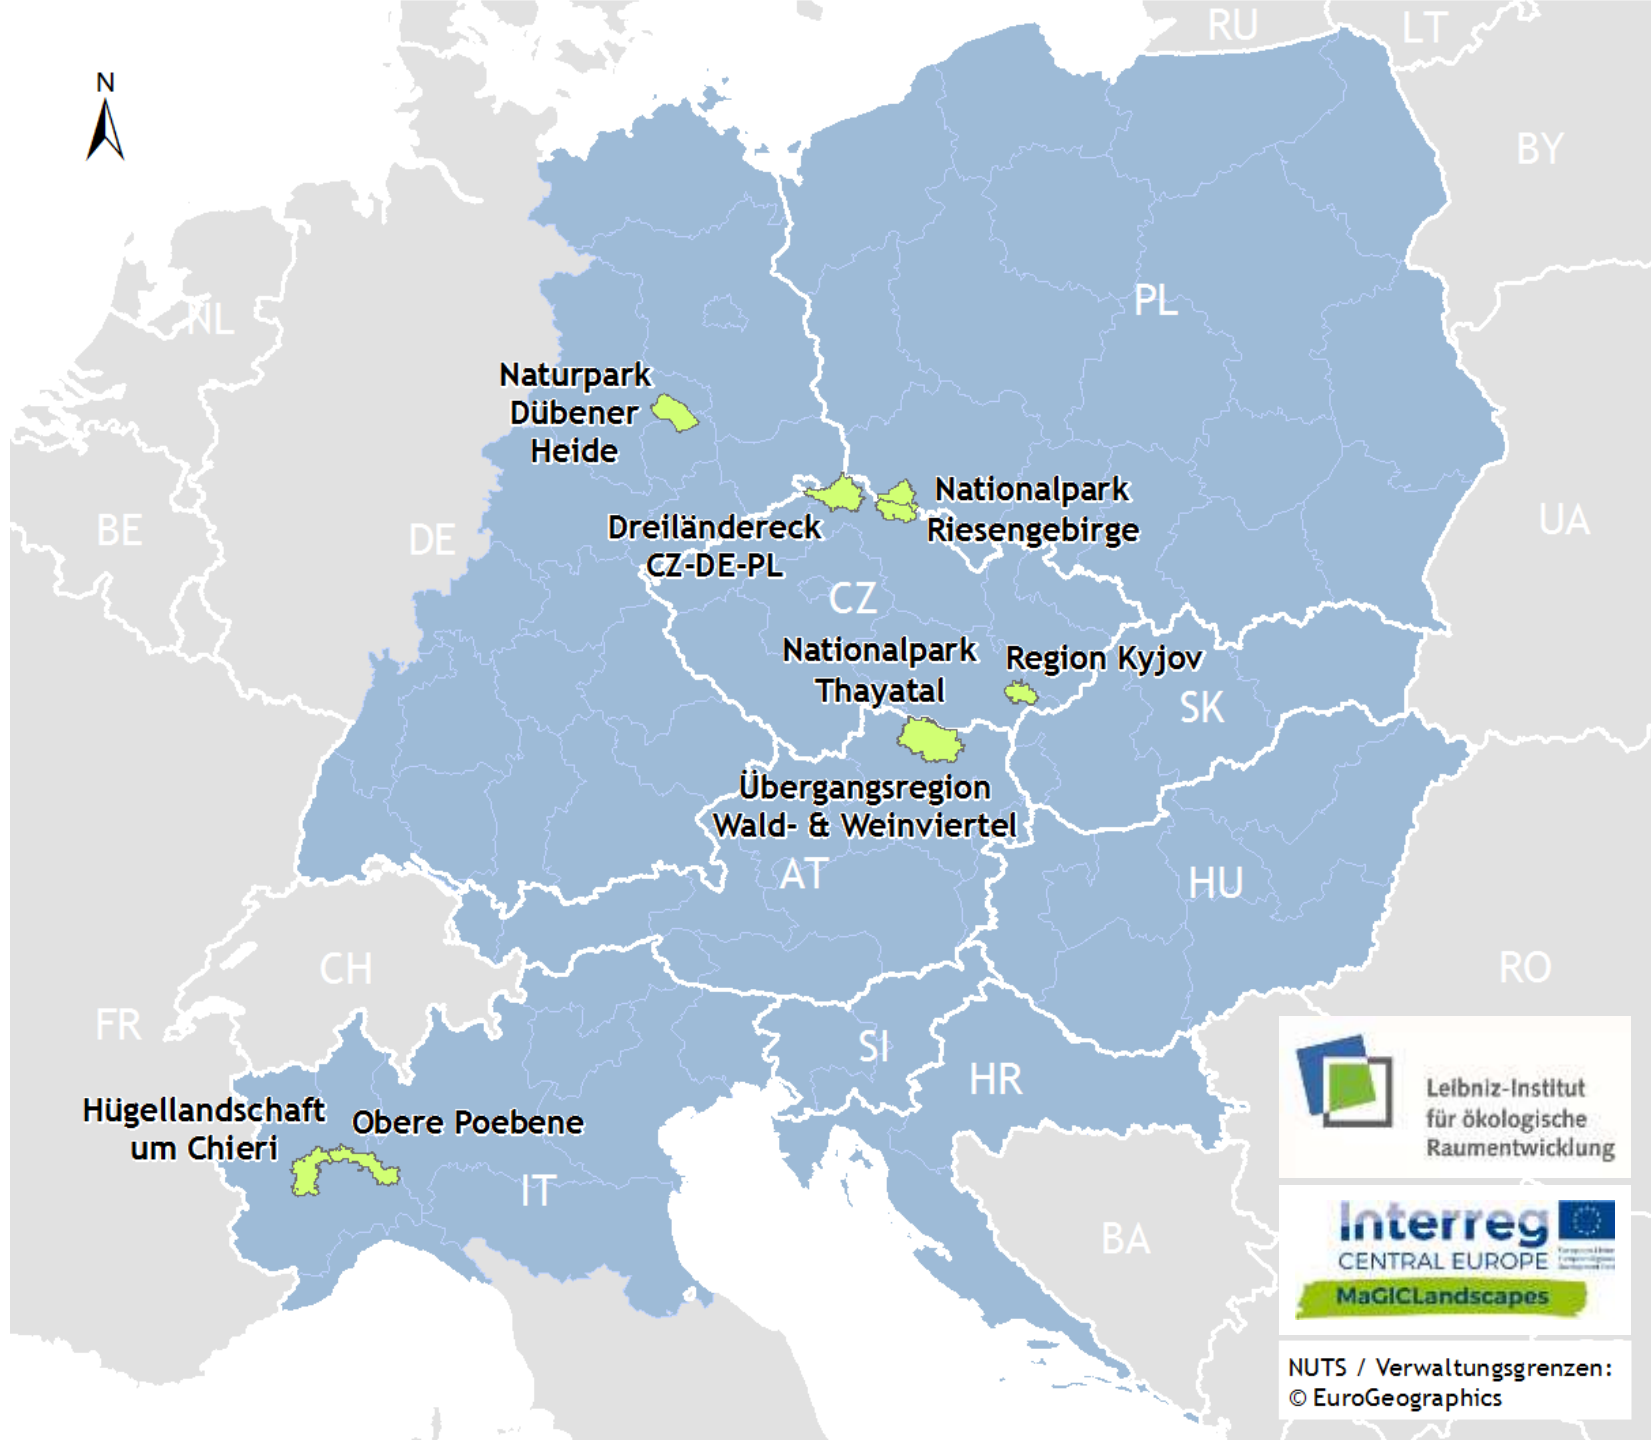 N
RU
LT
BY
NL
PL
Naturpark
Dübener
Heide
BE
DE
UA
Nationalpark
Riesengebirge
Dreiländereck
CZ-DE-PL
CZ
Nationalpark
Thayatal
Region Kyjov
SK
Übergangsregion
Wald- & Weinviertel
AT
HU
CH
RO
FR
SI
HR
Hügellandschaft
um Chieri
Obere Poebene
IT
BA
Leibniz-Institut
für ökologische
Raumentwicklung
Interreg
CENTRAL EUROPE
MaGICLandscapes
NUTS / Verwaltungsgrenzen:
© EuroGeographics